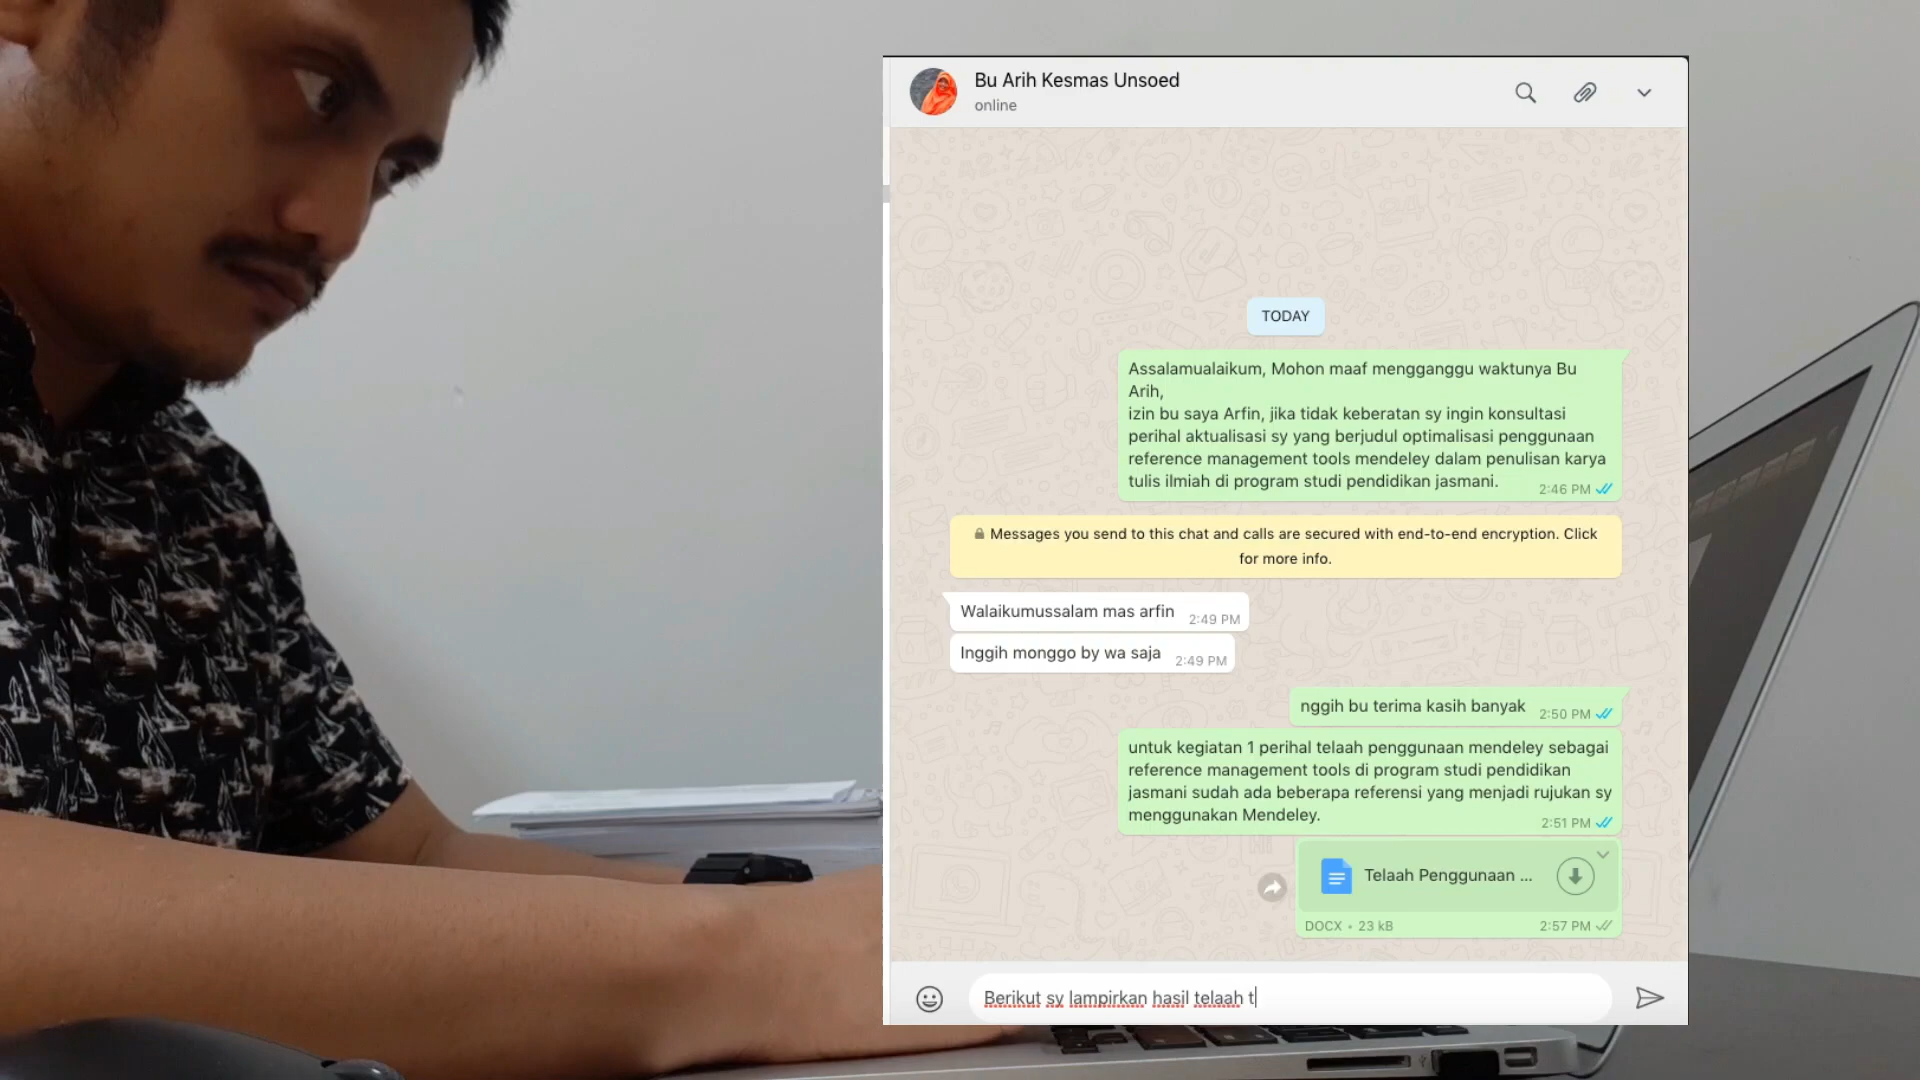 Bu Arih Kesmas Unsoed
online
TODAY
Assalamualaikum, Mohon maaf mengganggu waktunya Bu
Arih,
izin bu saya Arfin, jika tidak keberatan sy ingin konsultasi
perihal aktualisasi sy yang berjudul optimalisasi penggunaan
reference management tools mendeley dalam penulisan karya
tulis ilmiah di program studi pendidikan jasmani.
2:46 PM
Messages you send to this chat and calls are secured with end-to-end encryption. Click
for more info.
Walaikumussalam mas arfin
2:49 PM
Inggih monggo by wa saja
2:49 PM
nggih bu terima kasih banyak
2:50 PM
untuk kegiatan 1 perihal telaah penggunaan mendeley sebagai
reference management tools di program studi pendidikan
jasmani sudah ada beberapa referensi yang menjadi rujukan sy
menggunakan Mendeley.
2:51 PM
Telaah Penggunaan ...
DOCX • 23 kB
2:57 PM
Berikut sy lampirkan hasil telaah t